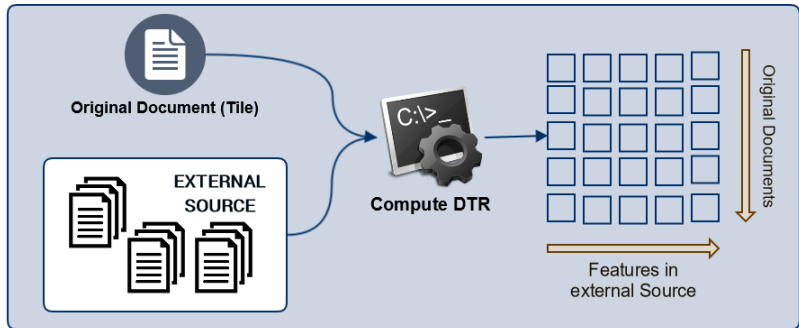 Original Document (Tile)
EXTERNAL
SOURCE
C:\>_
Compute DTR
Original Documents
Features in
external Source